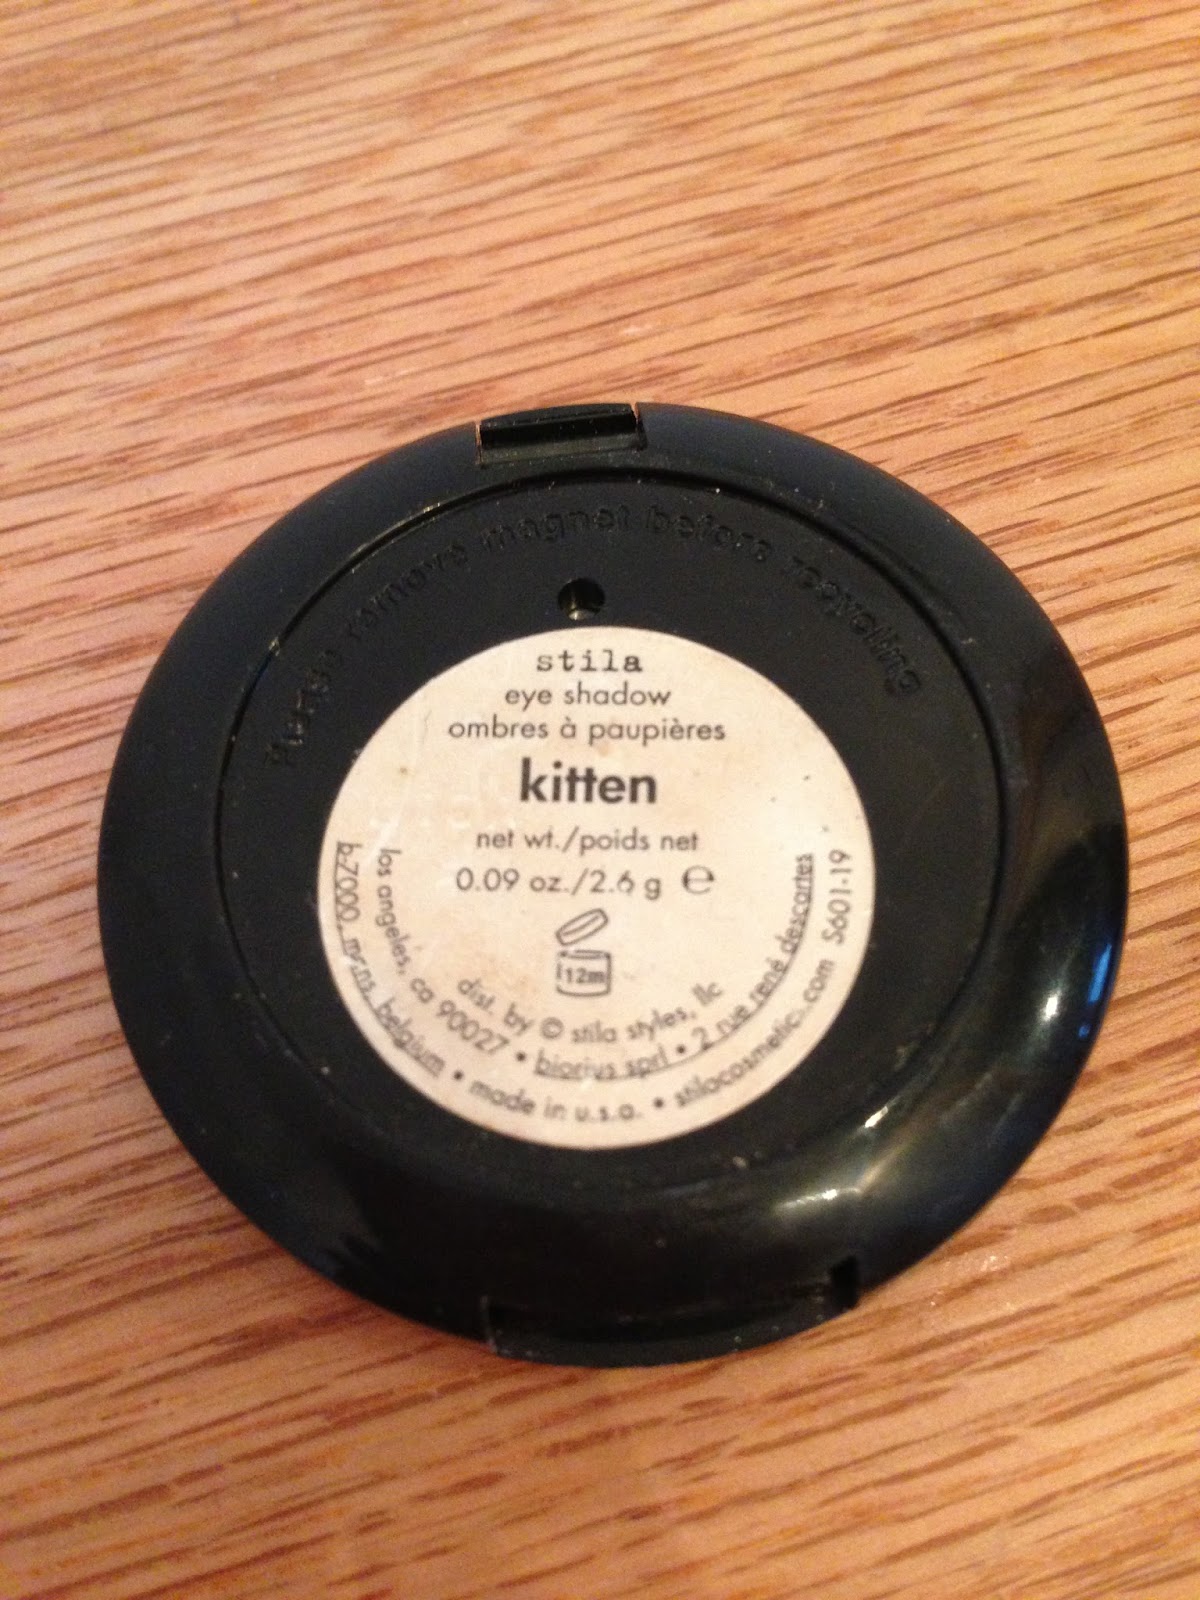 Please remove magnet before recycling
stila
eye shadow
ombres à paupières
kitten
net wt./poids net
0.09 oz./2.6 g ℮
12m
dist. by © stila styles, llc
los angeles, ca 90027 • biorius sprl • 2 rue rené descartes
b-7000 mons, belgium • made in u.s.a. • stilacosmetics.com S601-19